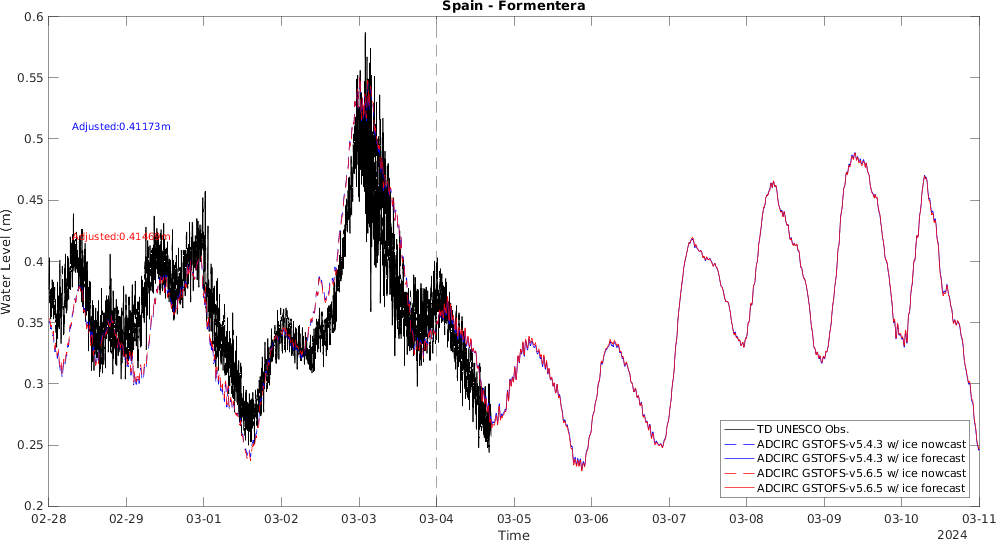 Spain - Formentera
0.6
0.55
0.5
0.45
0.4
0.35
0.3
0.25
0.2
Water Level (m)
Adjusted:0.41173m
TD UNESCO Obs.
ADCIRC GSTOFS-v5.4.3 w/ ice nowcast
ADCIRC GSTOFS-v5.4.3 w/ ice forecast
ADCIRC GSTOFS-v5.6.5 w/ ice nowcast
ADCIRC GSTOFS-v5.6.5 w/ ice forecast
02-28 02-29 03-01 03-02 03-03 03-04 03-05 03-06 03-07 03-08 03-09 03-10 03-11
Time
2024